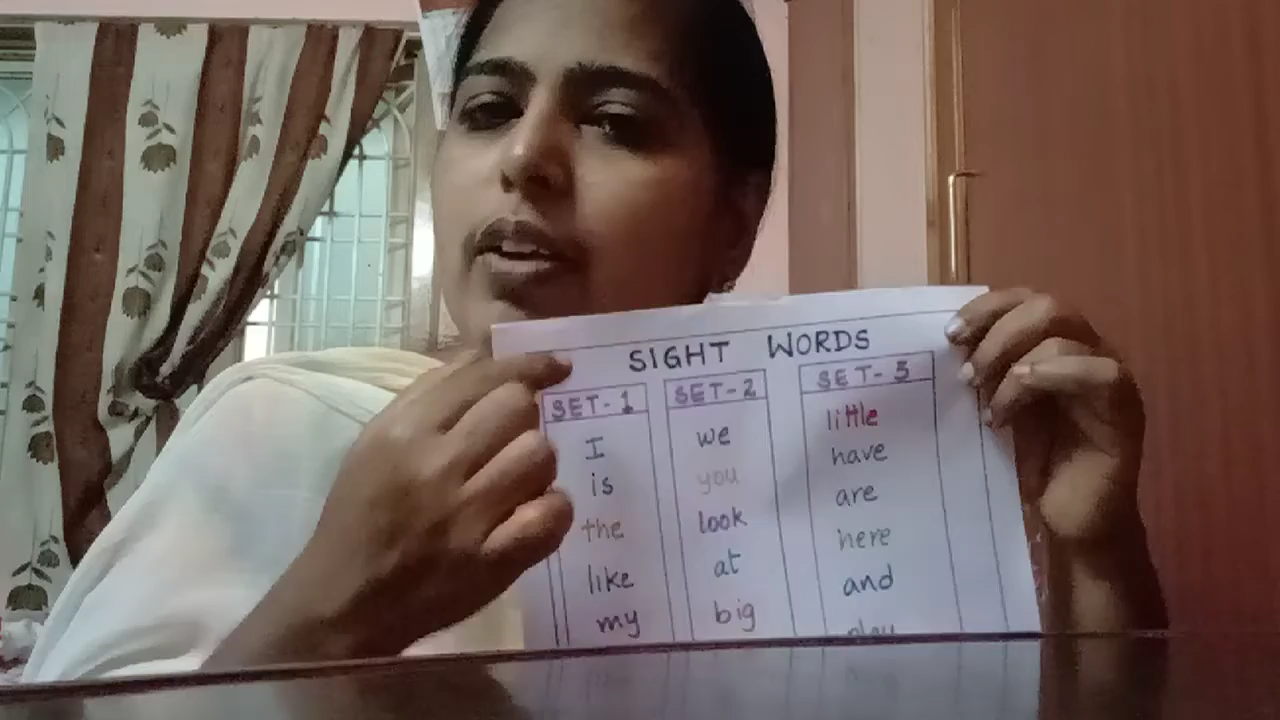 SIGHT WORDS
SET-1
I
is
the
like
my
SET-2
we
you
look
at
big
SET-3
little
have
are
here
and
play